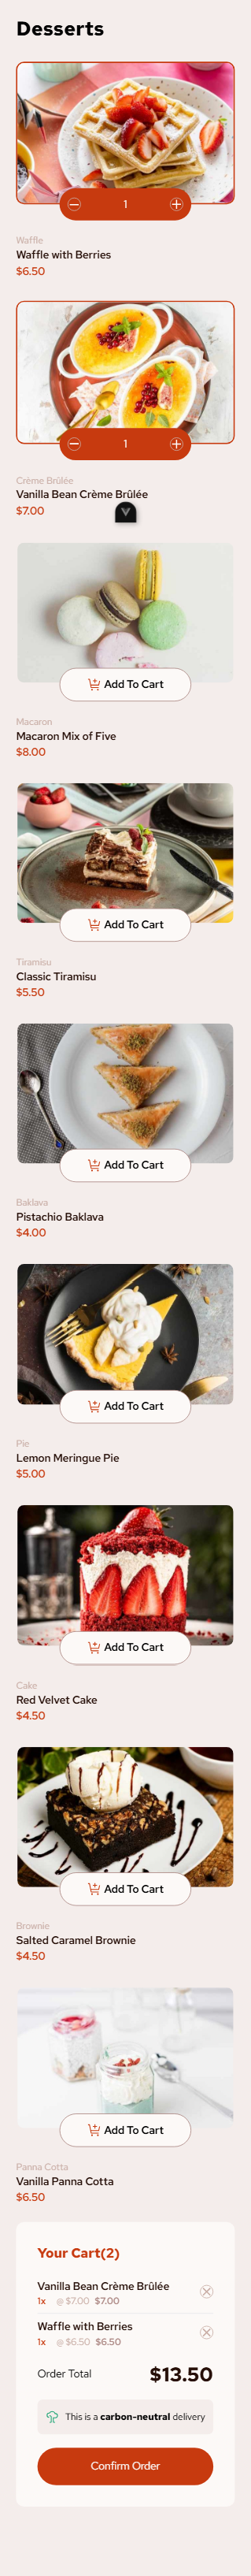 Desserts
1
Waffle
Waffle with Berries
$6.50
1
Crème Brûlée
Vanilla Bean Crème Brûlée
$7.00
Add To Cart
Macaron
Macaron Mix of Five
$8.00
Add To Cart
Tiramisu
Classic Tiramisu
$5.50
Add To Cart
Baklava
Pistachio Baklava
$4.00
Add To Cart
Pie
Lemon Meringue Pie
$5.00
Add To Cart
Cake
Red Velvet Cake
$4.50
Add To Cart
Brownie
Salted Caramel Brownie
$4.50
Add To Cart
Panna Cotta
Vanilla Panna Cotta
$6.50
Your Cart(2)
Vanilla Bean Crème Brûlée
1x @ $7.00 $7.00
Waffle with Berries
1x @ $6.50 $6.50
Order Total $13.50
This is a carbon-neutral delivery
Confirm Order